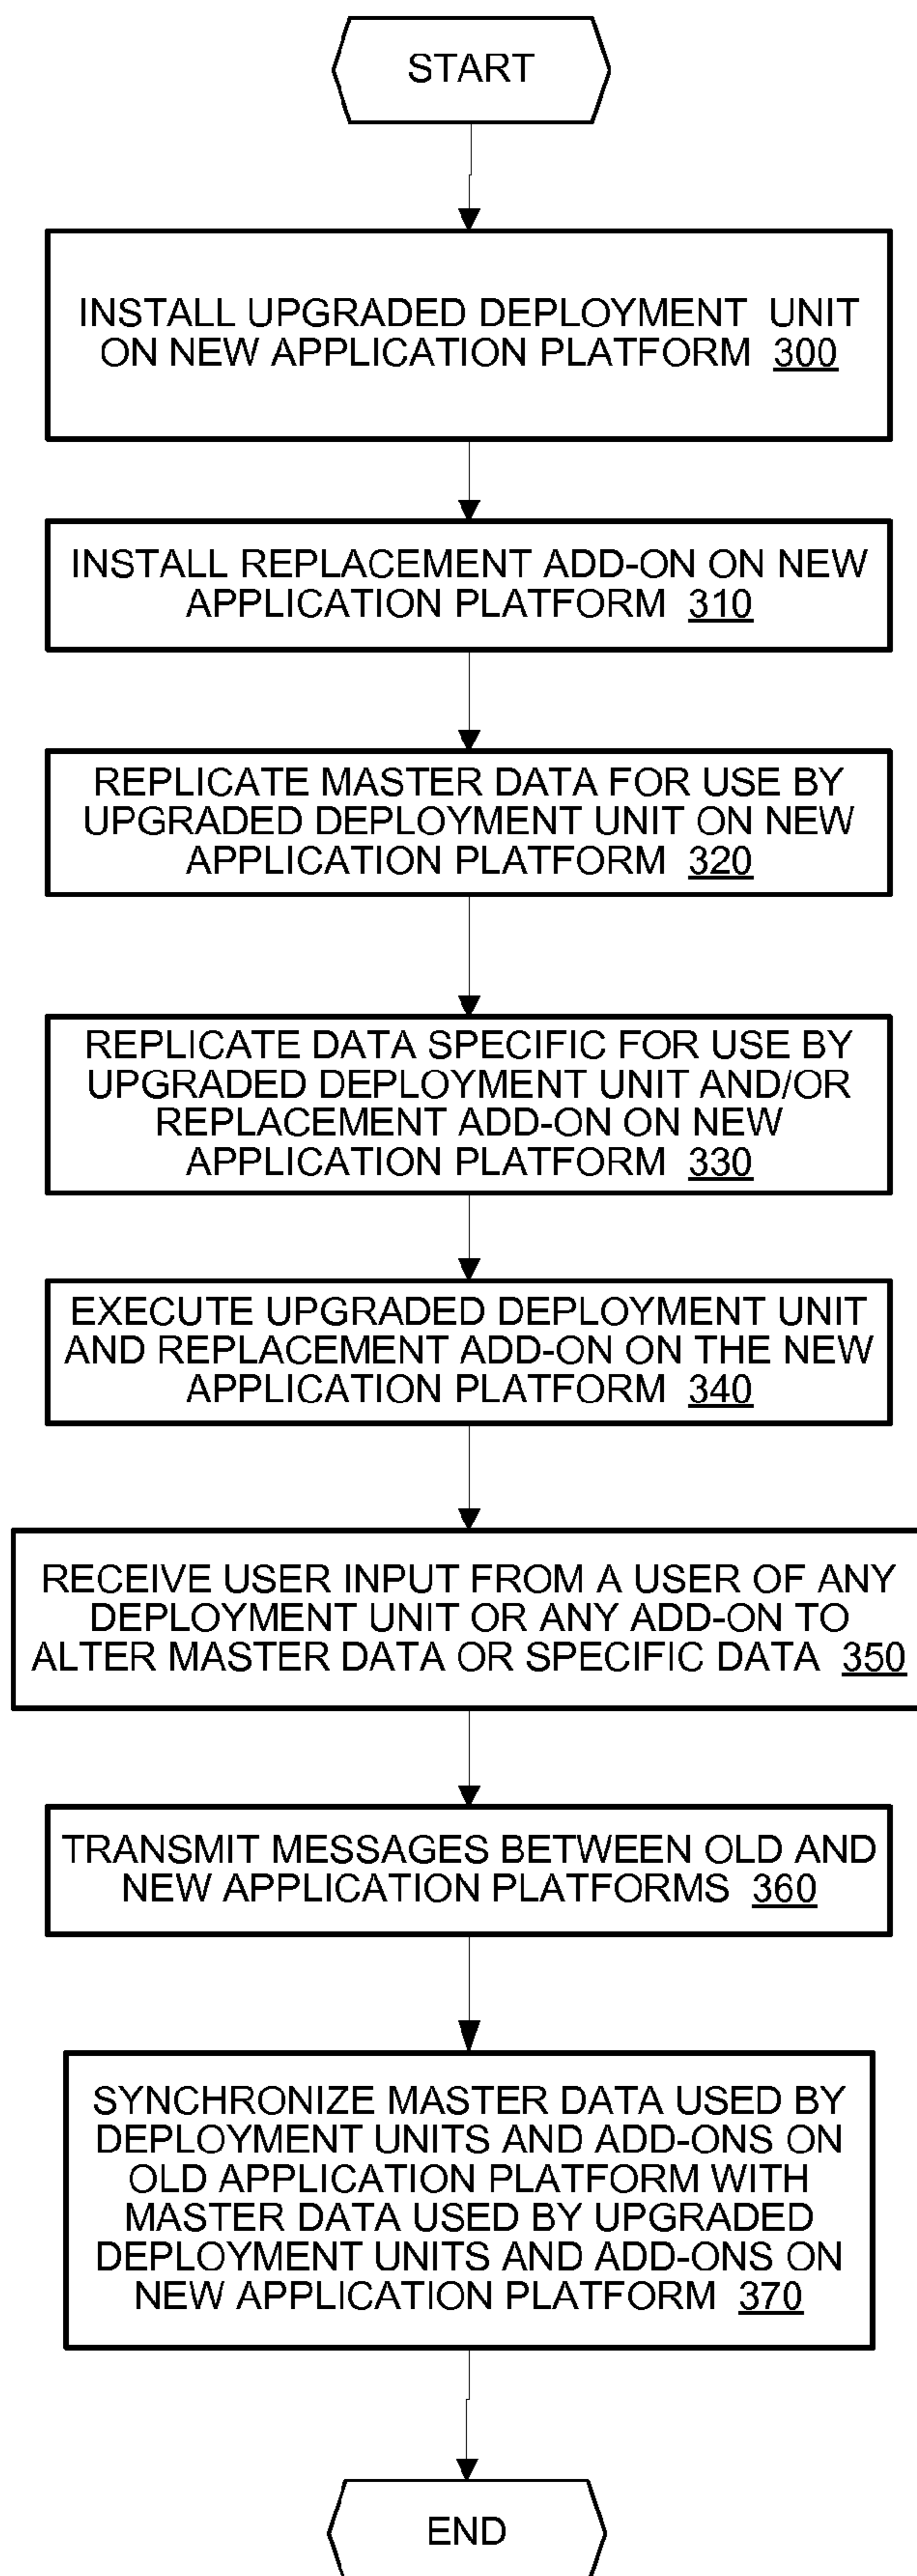 START
INSTALL UPGRADED DEPLOYMENT UNIT
ON NEW APPLICATION PLATFORM 300
INSTALL REPLACEMENT ADD-ON ON NEW
APPLICATION PLATFORM 310
REPLICATE MASTER DATA FOR USE BY
UPGRADED DEPLOYMENT UNIT ON NEW
APPLICATION PLATFORM 320
REPLICATE DATA SPECIFIC FOR USE BY
UPGRADED DEPLOYMENT UNIT AND/OR
REPLACEMENT ADD-ON ON NEW
APPLICATION PLATFORM 330
EXECUTE UPGRADED DEPLOYMENT UNIT
AND REPLACEMENT ADD-ON ON THE NEW
APPLICATION PLATFORM 340
RECEIVE USER INPUT FROM A USER OF ANY
DEPLOYMENT UNIT OR ANY ADD-ON TO
ALTER MASTER DATA OR SPECIFIC DATA 350
TRANSMIT MESSAGES BETWEEN OLD AND
NEW APPLICATION PLATFORMS 360
SYNCHRONIZE MASTER DATA USED BY
DEPLOYMENT UNITS AND ADD-ONS ON
OLD APPLICATION PLATFORM WITH
MASTER DATA USED BY UPGRADED
DEPLOYMENT UNITS AND ADD-ONS ON
NEW APPLICATION PLATFORM 370
END